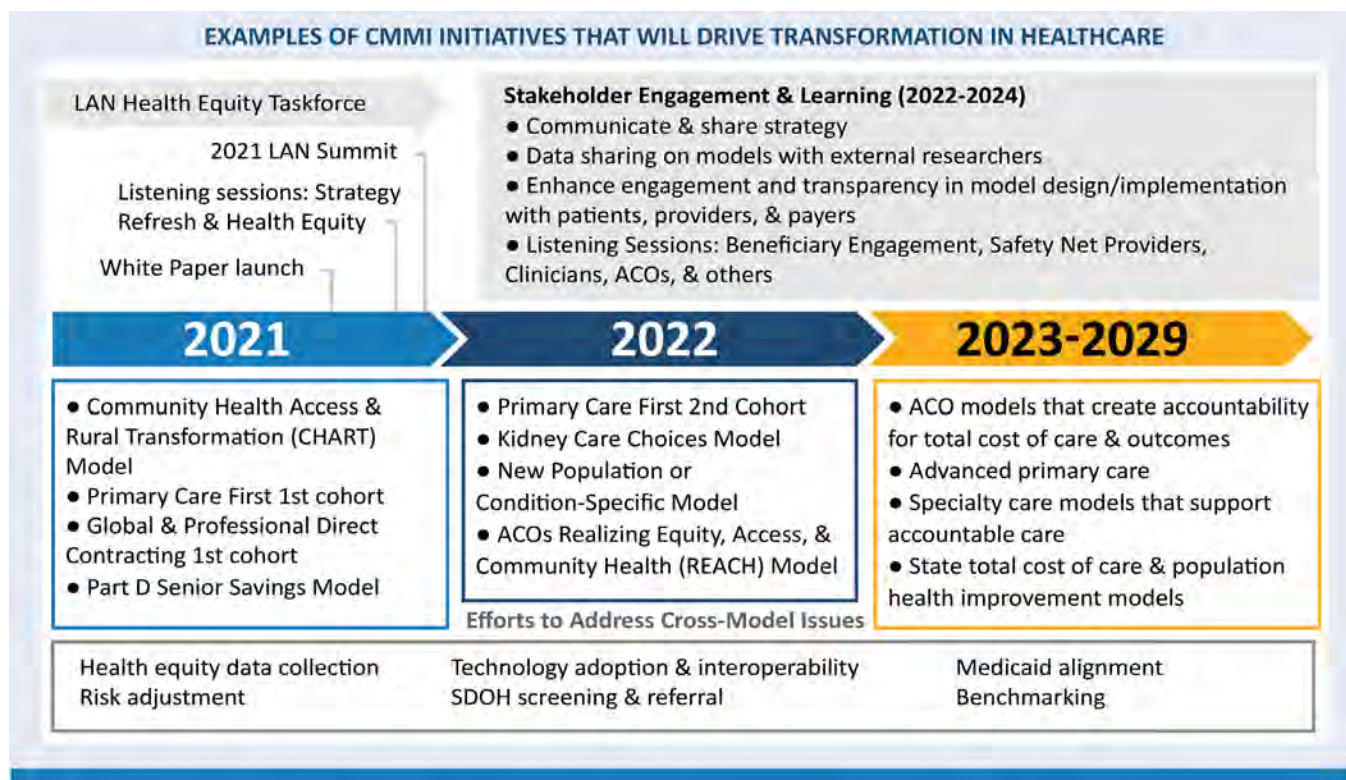 EXAMPLES OF CMMI INITIATIVES THAT WILL DRIVE TRANSFORMATION IN HEALTHCARE
LAN Health Equity Taskforce
2021 LAN Summit
Listening sessions: Strategy
Refresh & Health Equity
White Paper launch
Stakeholder Engagement & Learning (2022-2024)
● Communicate & share strategy
● Data sharing on models with external researchers
● Enhance engagement and transparency in model design/implementation
with patients, providers, & payers
● Listening Sessions: Beneficiary Engagement, Safety Net Providers,
Clinicians, ACOs, & others
2021
2022
2023-2029
● Community Health Access &
Rural Transformation (CHART)
Model
● Primary Care First 1st cohort
● Global & Professional Direct
Contracting 1st cohort
● Part D Senior Savings Model
● Primary Care First 2nd Cohort
● Kidney Care Choices Model
● New Population or
Condition-Specific Model
● ACOs Realizing Equity, Access, &
Community Health (REACH) Model
● ACO models that create accountability
for total cost of care & outcomes
● Advanced primary care
● Specialty care models that support
accountable care
● State total cost of care & population
health improvement models
Efforts to Address Cross-Model Issues
Health equity data collection
Risk adjustment
Technology adoption & interoperability
SDOH screening & referral
Medicaid alignment
Benchmarking